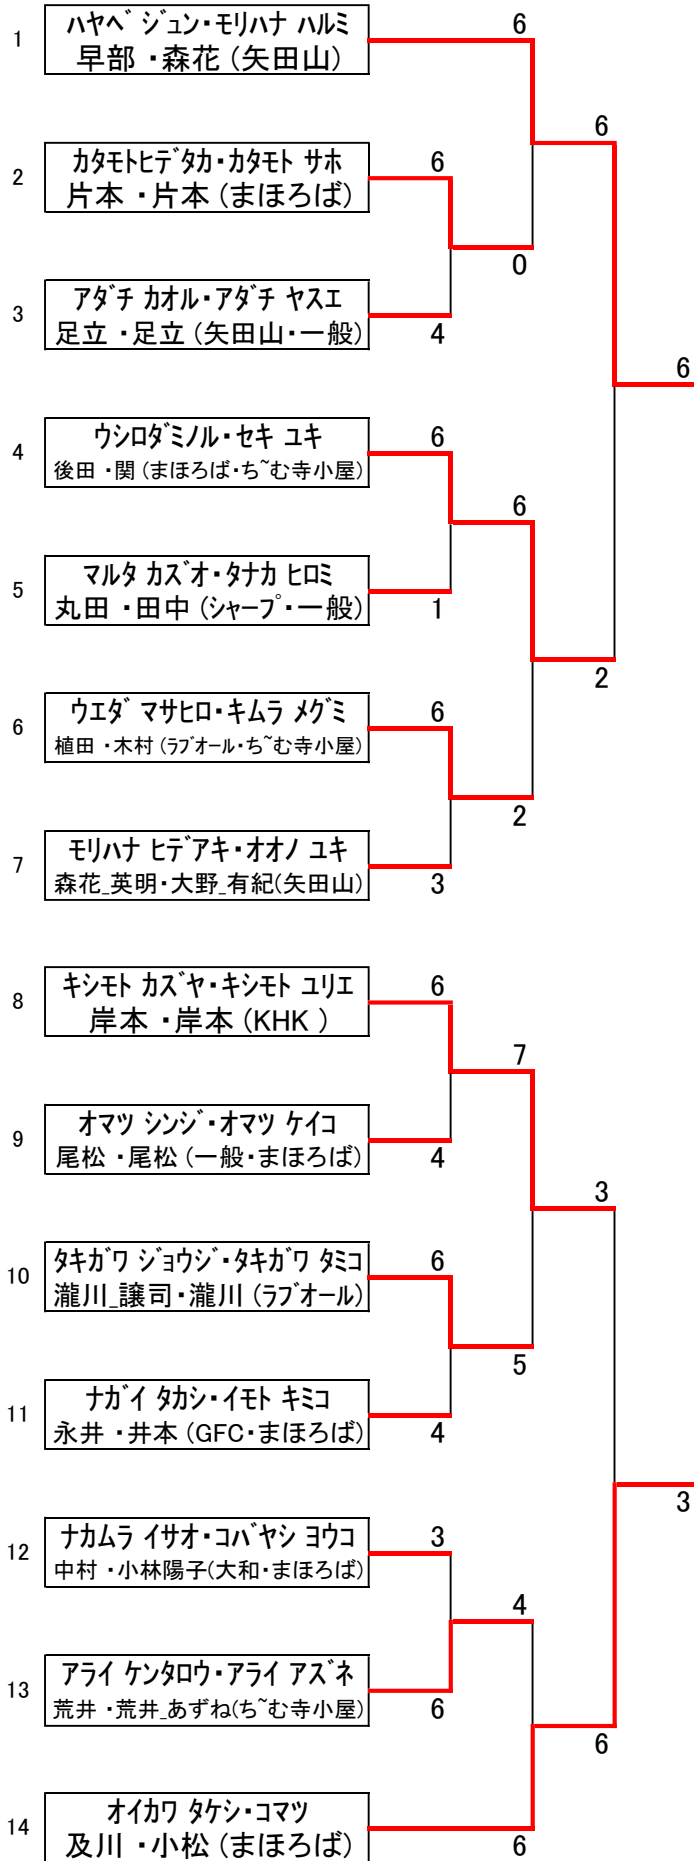 1
ハヤベ ジュン・モリハナ ハルミ
早部 ・森花 (矢田山)
6
6
2
カタモトヒデタカ・カタモト サホ
片本 ・片本 (まほろば)
6
0
3
アダチ カオル・アダチ ヤスエ
足立 ・足立 (矢田山・一般)
4
6
4
ウシロダミノル・セキ ユキ
後田 ・関 (まほろば・ち~む寺小屋)
6
6
5
マルタ カズオ・タナカ ヒロミ
丸田 ・田中 (シャープ・一般)
1
2
6
ウエダ マサヒロ・キムラ メグミ
植田 ・木村 (ラブオール・ち~む寺小屋)
6
2
7
モリハナ ヒデアキ・オオノ ユキ
森花_英明・大野_有紀(矢田山)
3
8
キシモト カズヤ・キシモト ユリエ
岸本 ・岸本 (KHK )
6
7
9
オマツ シンジ・オマツ ケイコ
尾松 ・尾松 (一般・まほろば)
4
3
10
タキガワ ジョウジ・タキガワ タミコ
瀧川_譲司・瀧川 (ラブオール)
6
5
11
ナガイ タカシ・イモト キミコ
永井 ・井本 (GFC・まほろば)
4
3
12
ナカムラ イサオ・コバヤシ ヨウコ
中村 ・小林陽子(大和・まほろば)
3
4
13
アライ ケンタロウ・アライ アズネ
荒井 ・荒井_あずね(ち~む寺小屋)
6
6
14
オイカワ タケシ・コマツ
及川 ・小松 (まほろば)
6